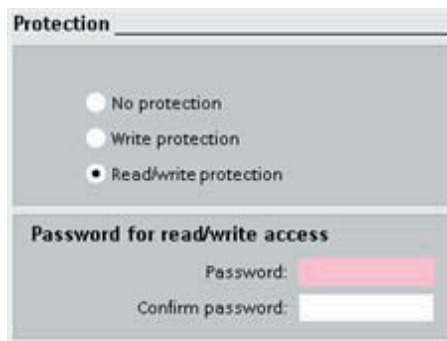 Protection
No protection
Write protection
Read/write protection
Password for read/write access
Password:
Confirm password: